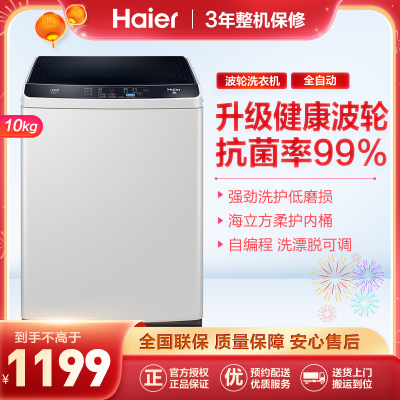 Haier 3年整机保修
波轮洗衣机 全自动
10kg
Haier
升级健康波轮
抗菌率99%
强劲洗护低磨损
海立方柔护内桶
自编程 洗漂脱可调
到手不高于
¥1199
全国联保 质量保障 安心售后
正 官方授权 正品保证
优 预约配送 优质服务
送货上门 搬运到位